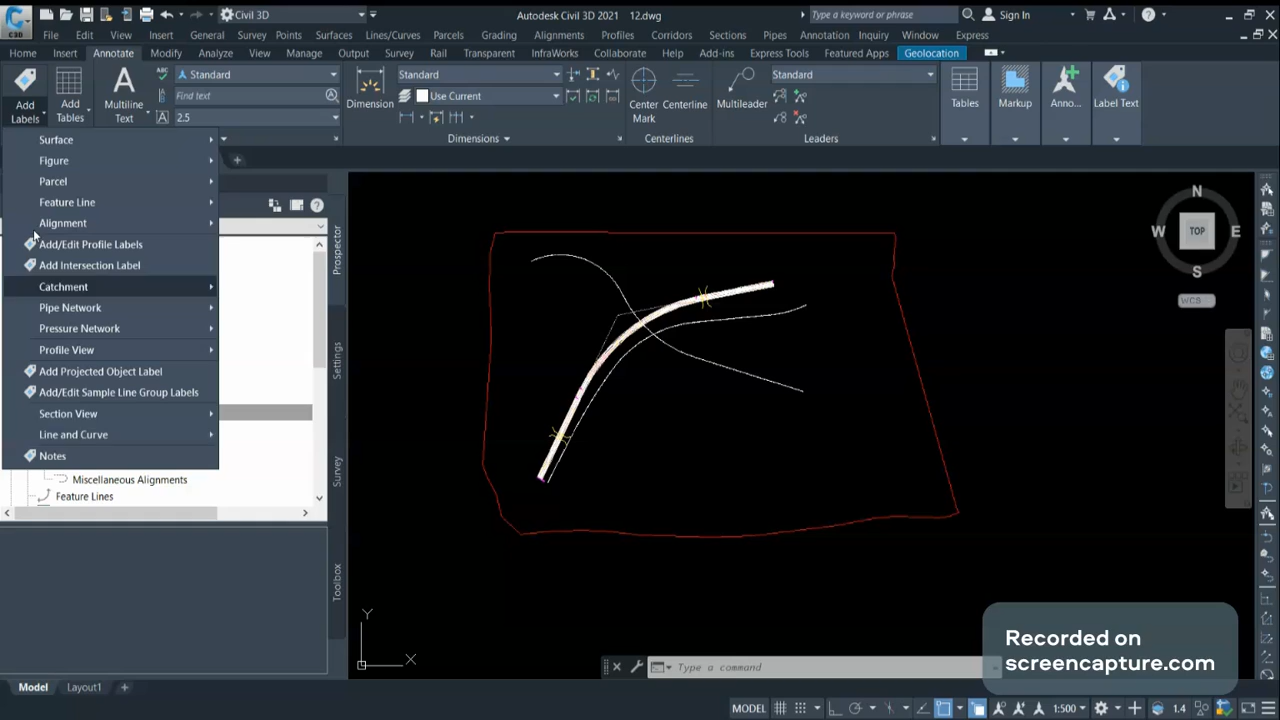 C3D
Civil 3D
Autodesk Civil 3D 2021 12.dwg
Type a keyword or phrase
Sign In
File Edit View Insert General Survey Points Surfaces Lines/Curves Parcels Grading Alignments Profiles Corridors Sections Pipes Annotation Inquiry Window Express
Home Insert Annotate Modify Analyze View Manage Output Survey Rail Transparent InfraWorks Collaborate Help Add-ins Express Tools Featured Apps Geolocation
Add Labels
Add Tables
Multiline Text
Standard
Find text
2.5
Dimension
Standard
Use Current
Dimensions
Center Mark
Centerline
Centerlines
Multileader
Standard
Leaders
Tables
Markup
Anno...
Label Text
Surface
Figure
Parcel
Feature Line
Alignment
Add/Edit Profile Labels
Add Intersection Label
Catchment
Pipe Network
Pressure Network
Profile View
Add Projected Object Label
Add/Edit Sample Line Group Labels
Section View
Line and Curve
Notes
Miscellaneous Alignments
Feature Lines
Prospector
Settings
Survey
Toolbox
N
W TOP E
S
WCS
Y
X
Type a command
Recorded on
screencapture.com
Model Layout1
MODEL
1:500
1.4